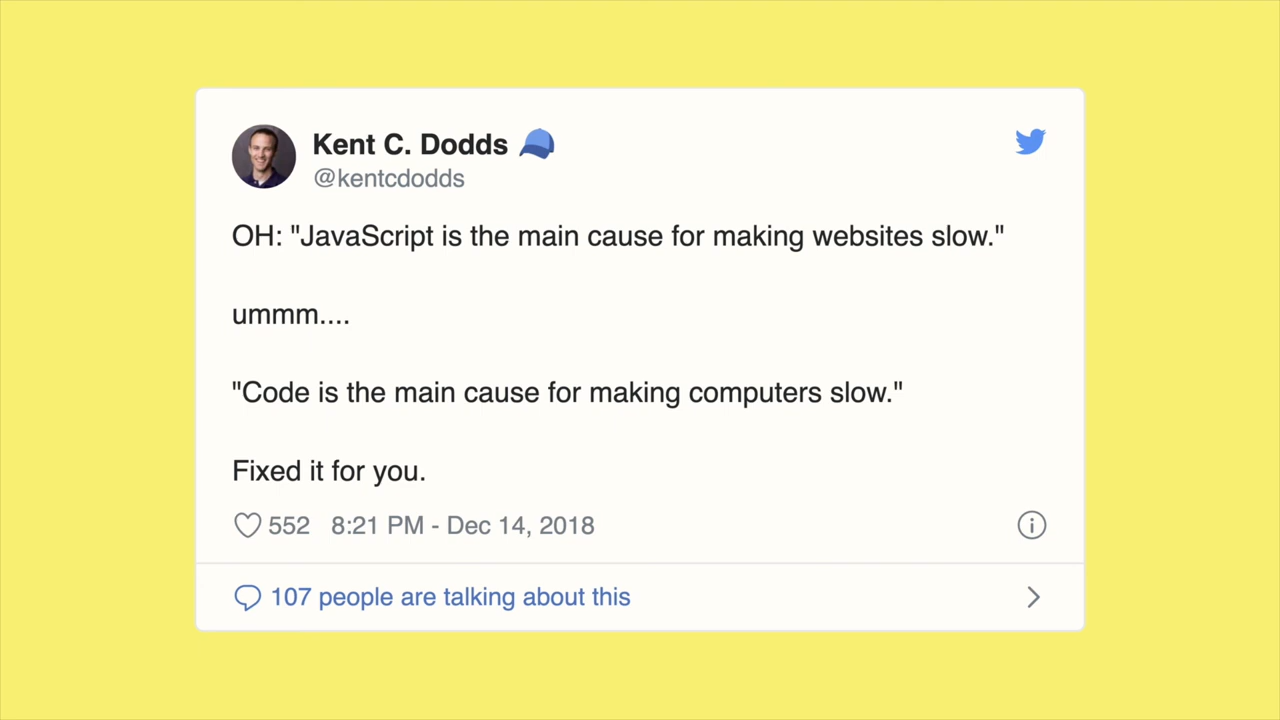 Kent C. Dodds 🧢
@kentcdodds
OH: "JavaScript is the main cause for making websites slow."
ummm....
"Code is the main cause for making computers slow."
Fixed it for you.
552 8:21 PM - Dec 14, 2018
107 people are talking about this